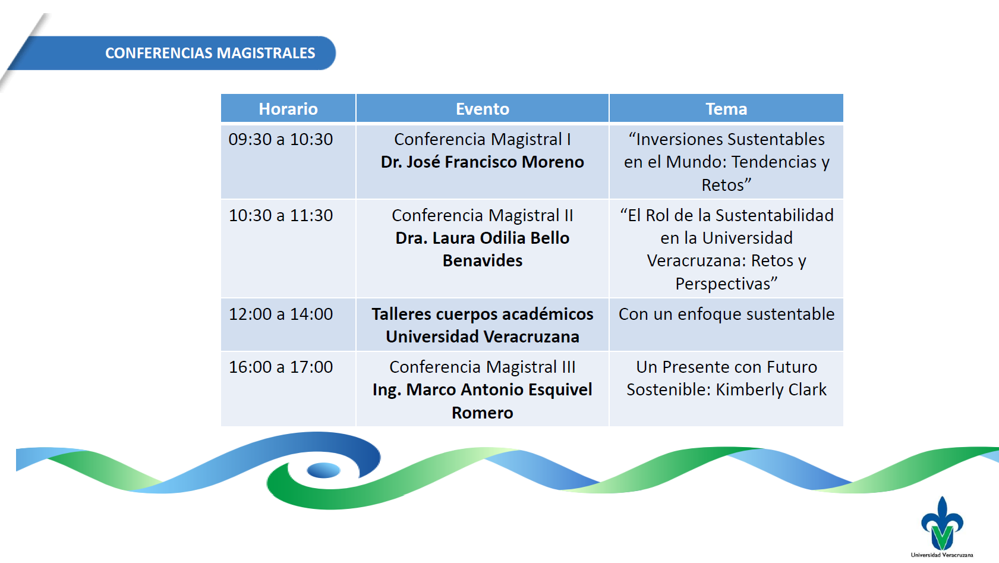 CONFERENCIAS MAGISTRALES
Horario
Evento
Tema
09:30 a 10:30
Conferencia Magistral I
Dr. José Francisco Moreno
“Inversiones Sustentables
en el Mundo: Tendencias y
Retos”
10:30 a 11:30
Conferencia Magistral II
Dra. Laura Odilia Bello
Benavides
“El Rol de la Sustentabilidad
en la Universidad
Veracruzana: Retos y
Perspectivas”
12:00 a 14:00
Talleres cuerpos académicos
Universidad Veracruzana
Con un enfoque sustentable
16:00 a 17:00
Conferencia Magistral III
Ing. Marco Antonio Esquivel
Romero
Un Presente con Futuro
Sostenible: Kimberly Clark
Universidad Veracruzana